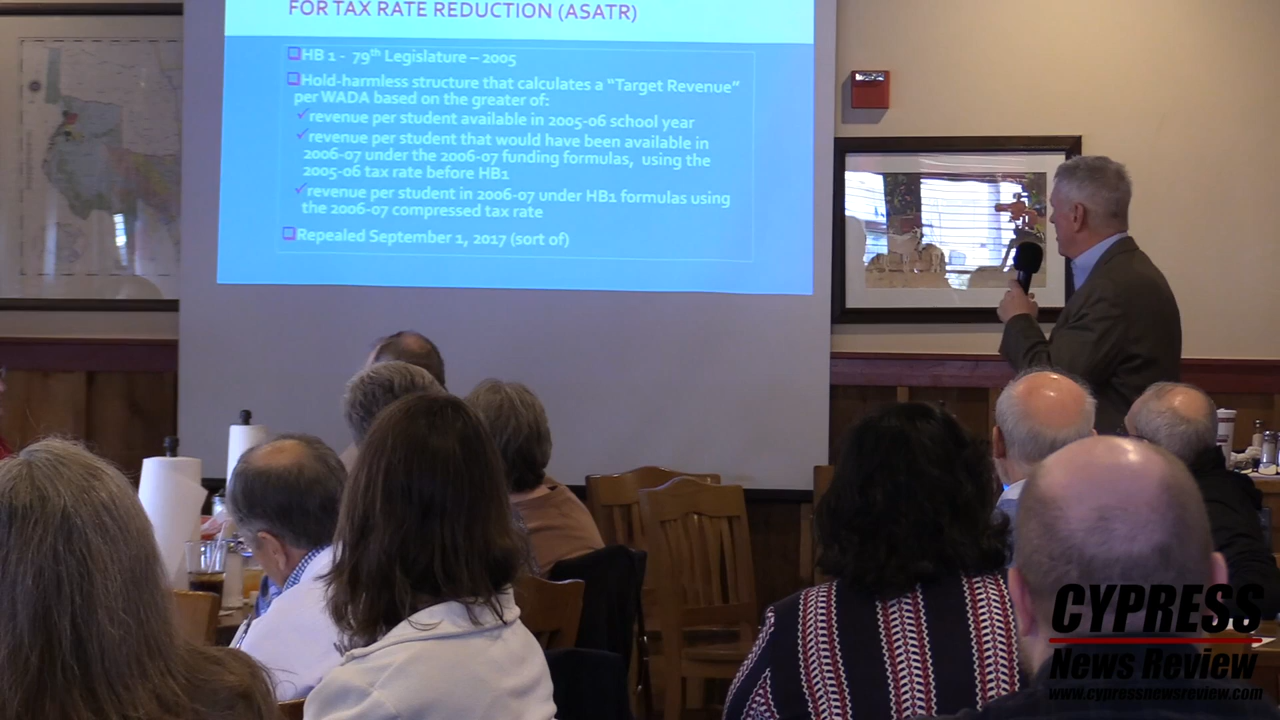 FOR TAX RATE REDUCTION (ASATR)
HB 1 - 79th Legislature – 2005
Hold-harmless structure that calculates a “Target Revenue”
per WADA based on the greater of:
revenue per student available in 2005-06 school year
revenue per student that would have been available in
2006-07 under the 2006-07 funding formulas, using the
2005-06 tax rate before HB1
revenue per student in 2006-07 under HB1 formulas using
the 2006-07 compressed tax rate
Repealed September 1, 2017 (sort of)
CYPRESS
News Review
www.cypressnewsreview.com